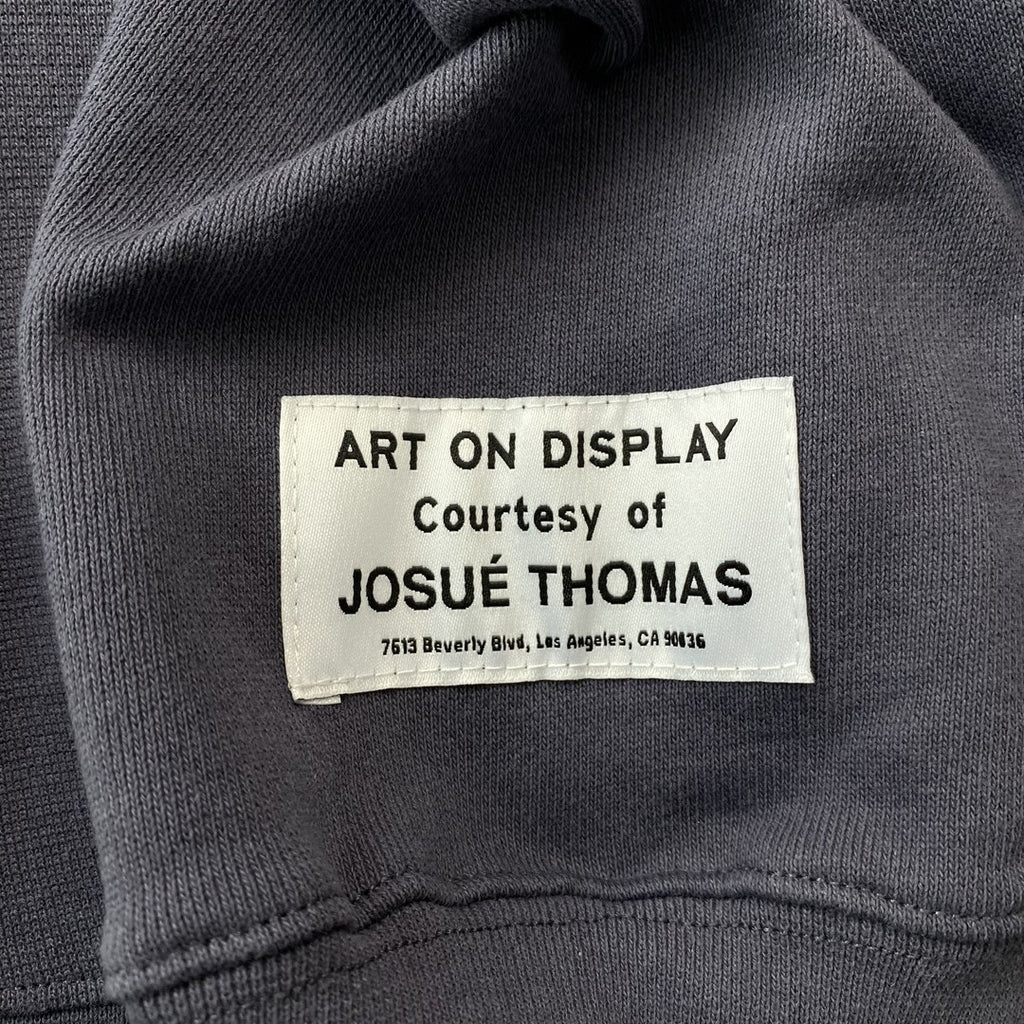 ART ON DISPLAY
Courtesy of
JOSUÉ THOMAS
7613 Beverly Blvd, Los Angeles, CA 90036